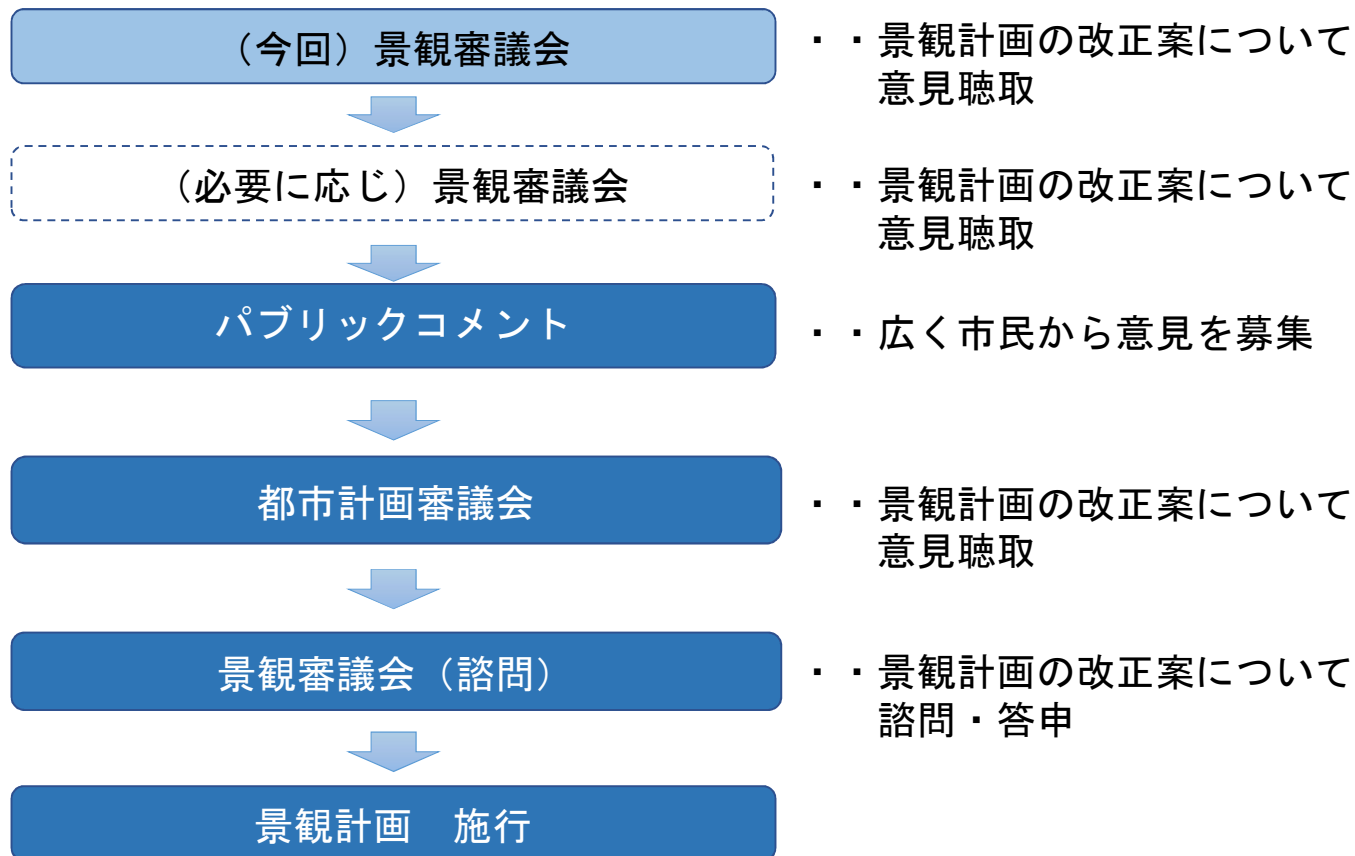 （今回）景観審議会
・・景観計画の改正案について
意見聴取
（必要に応じ）景観審議会
・・景観計画の改正案について
意見聴取
パブリックコメント
・・広く市民から意見を募集
都市計画審議会
・・景観計画の改正案について
意見聴取
景観審議会（諮問）
・・景観計画の改正案について
諮問・答申
景観計画　施行